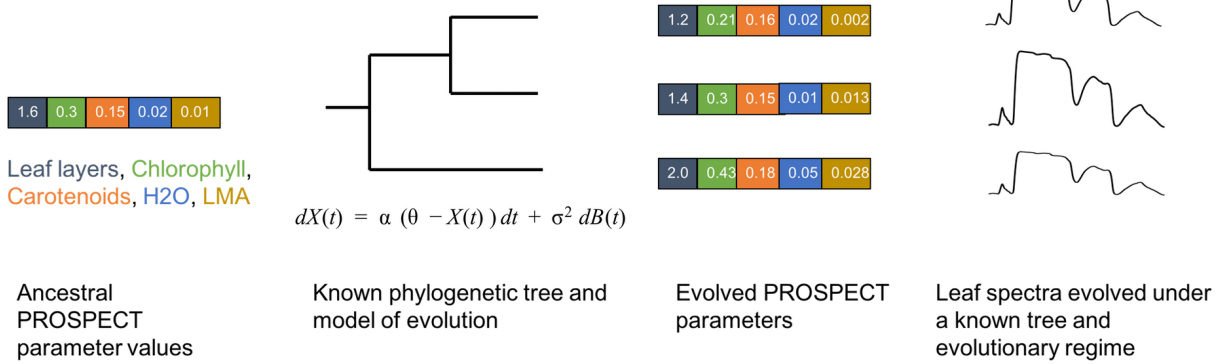 1.2 0.21 0.16 0.02 0.002
1.6 0.3 0.15 0.02 0.01
1.4 0.3 0.15 0.01 0.013
Leaf layers, Chlorophyll,
Carotenoids, H2O, LMA
2.0 0.43 0.18 0.05 0.028
dX(t) = α (θ − X(t) ) dt + σ² dB(t)
Ancestral
PROSPECT
parameter values
Known phylogenetic tree and
model of evolution
Evolved PROSPECT
parameters
Leaf spectra evolved under
a known tree and
evolutionary regime